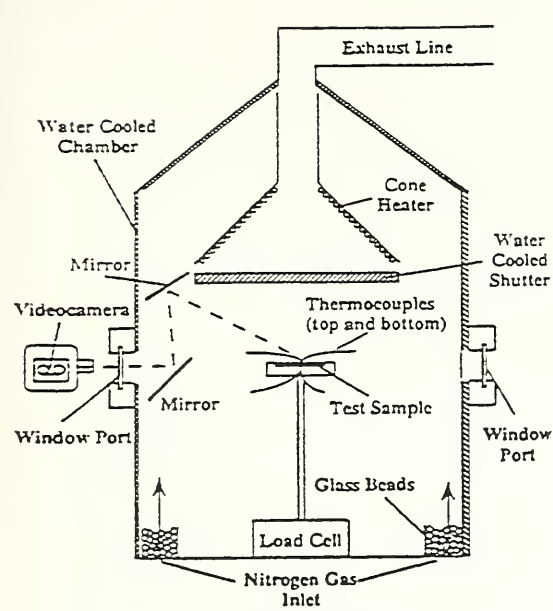 Exhaust Line
Water Cooled
Chamber
Cone
Heater
Water
Cooled
Shutter
Mirror
Videocamera
Thermocouples
(top and bottom)
Mirror
Test Sample
Window Port
Window
Port
Glass Beads
Load Cell
Nitrogen Gas
Inlet